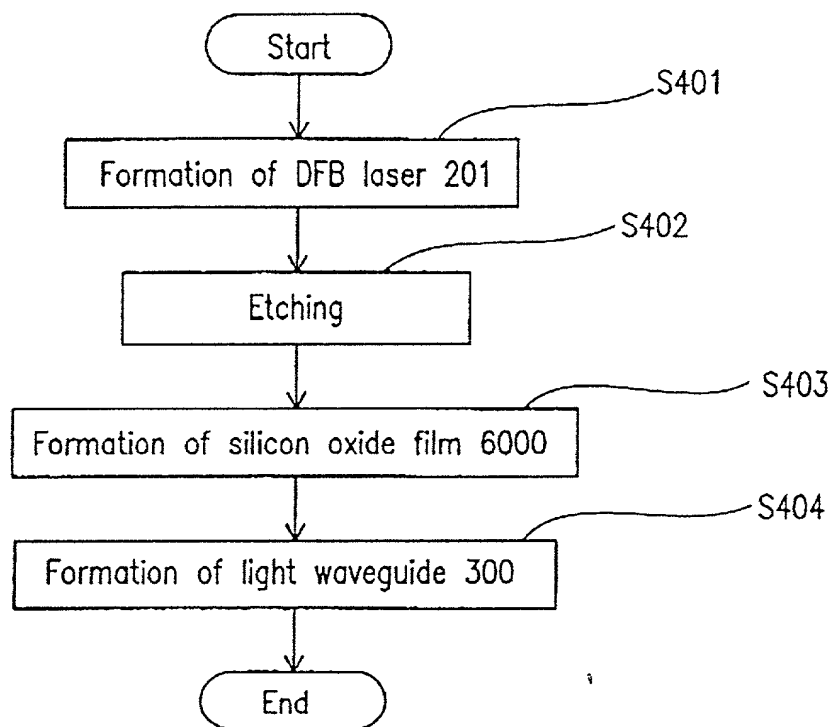 Start
S401
Formation of DFB laser 201
S402
Etching
S403
Formation of silicon oxide film 6000
S404
Formation of light waveguide 300
End